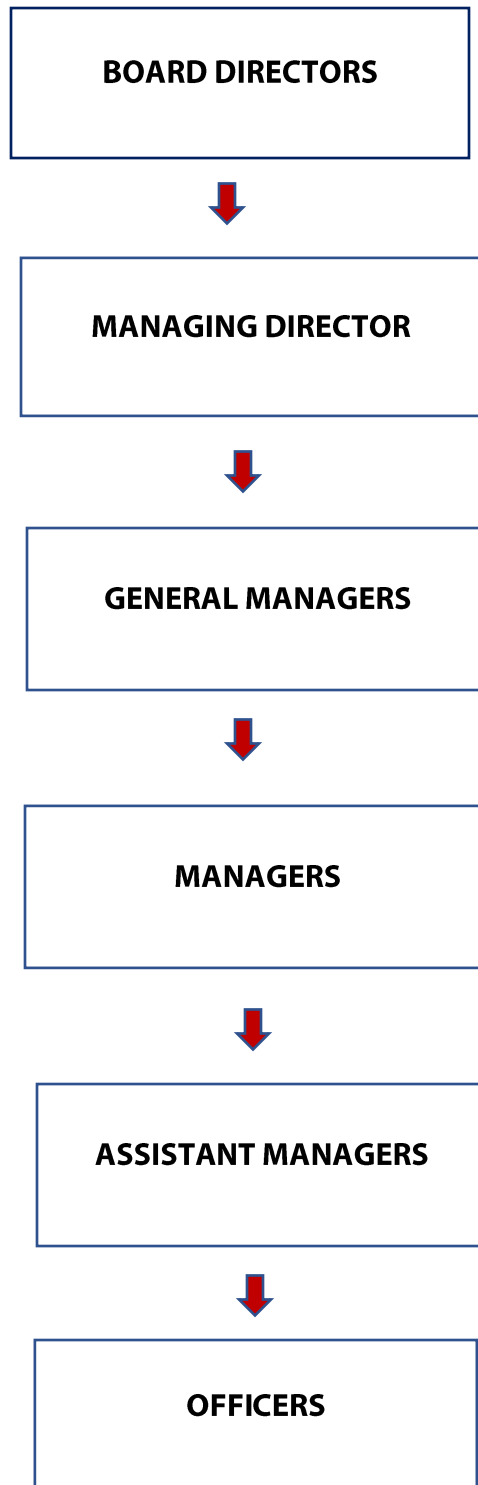 BOARD DIRECTORS
MANAGING DIRECTOR
GENERAL MANAGERS
MANAGERS
ASSISTANT MANAGERS
OFFICERS